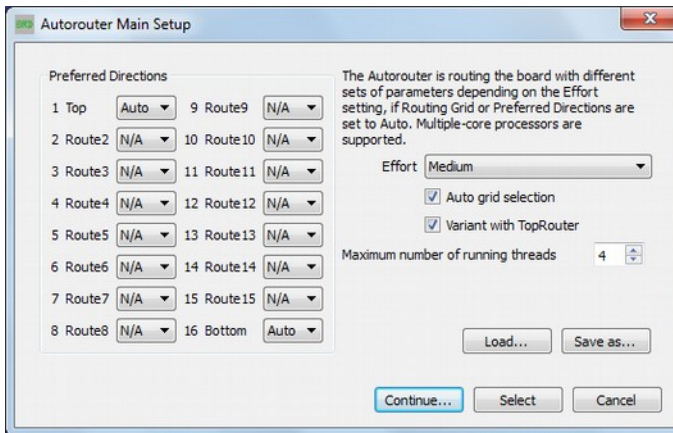 Autorouter Main Setup
Preferred Directions
1 Top Auto 9 Route9 N/A
2 Route2 N/A 10 Route10 N/A
3 Route3 N/A 11 Route11 N/A
4 Route4 N/A 12 Route12 N/A
5 Route5 N/A 13 Route13 N/A
6 Route6 N/A 14 Route14 N/A
7 Route7 N/A 15 Route15 N/A
8 Route8 N/A 16 Bottom Auto
The Autorouter is routing the board with different
sets of parameters depending on the Effort
setting, if Routing Grid or Preferred Directions are
set to Auto. Multiple-core processors are
supported.
Effort Medium
Auto grid selection
Variant with TopRouter
Maximum number of running threads 4
Load... Save as...
Continue... Select Cancel